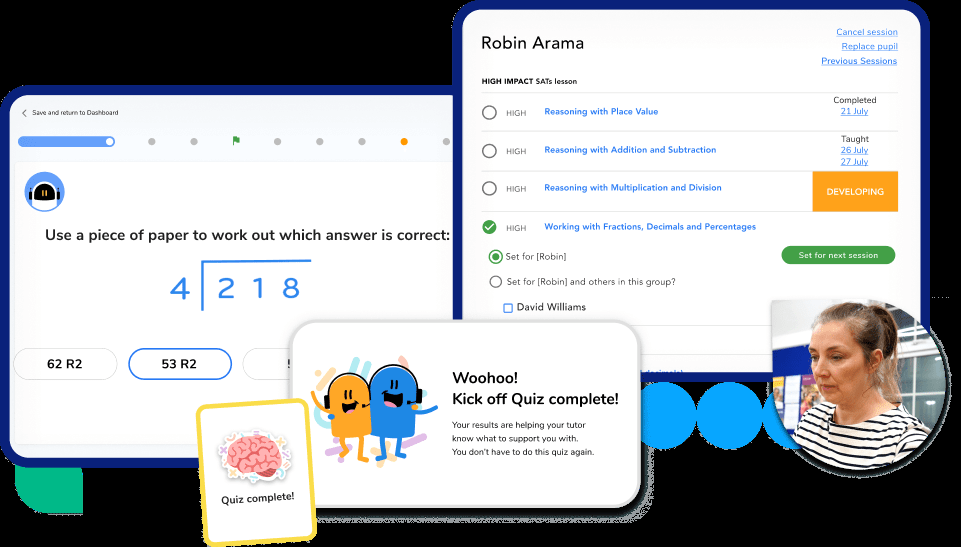 Save and return to Dashboard
Use a piece of paper to work out which answer is correct:
4 2 1 8
62 R2
53 R2
Robin Arama
Cancel session
Replace pupil
Previous Sessions
HIGH IMPACT SATs lesson
HIGH Reasoning with Place Value
Completed
21 July
HIGH Reasoning with Addition and Subtraction
Taught
26 July
27 July
HIGH Reasoning with Multiplication and Division
DEVELOPING
HIGH Working with Fractions, Decimals and Percentages
Set for [Robin]
Set for next session
Set for [Robin] and others in this group?
David Williams
Woohoo!
Kick off Quiz complete!
Your results are helping your tutor
know what to support you with.
You don't have to do this quiz again.
Quiz complete!